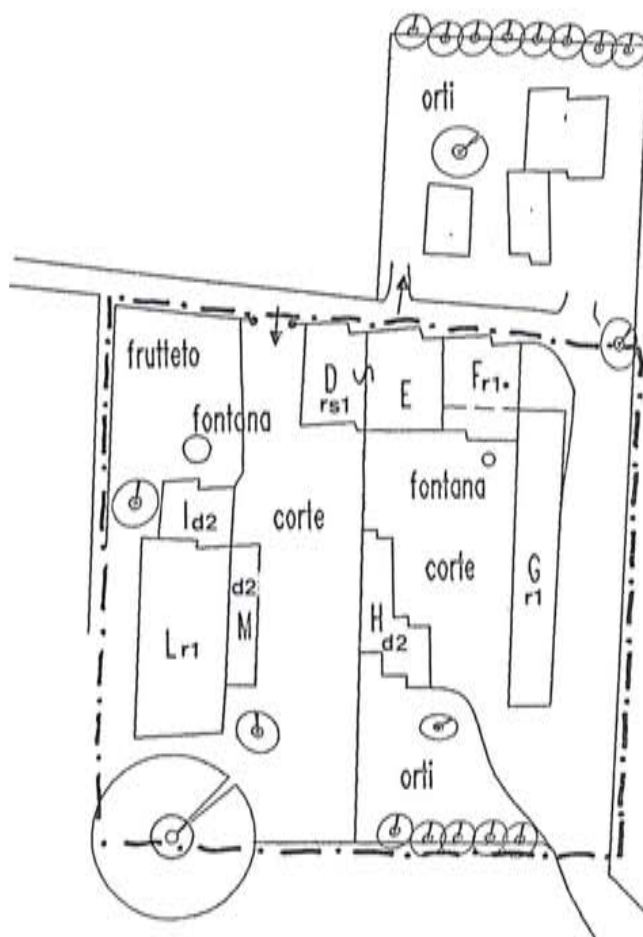 orti
frutteto
fontana
D
rs1
E
Fr1.
Id2
corte
fontana
corte
d2
M
Lr1
H
d2
G
r1
orti